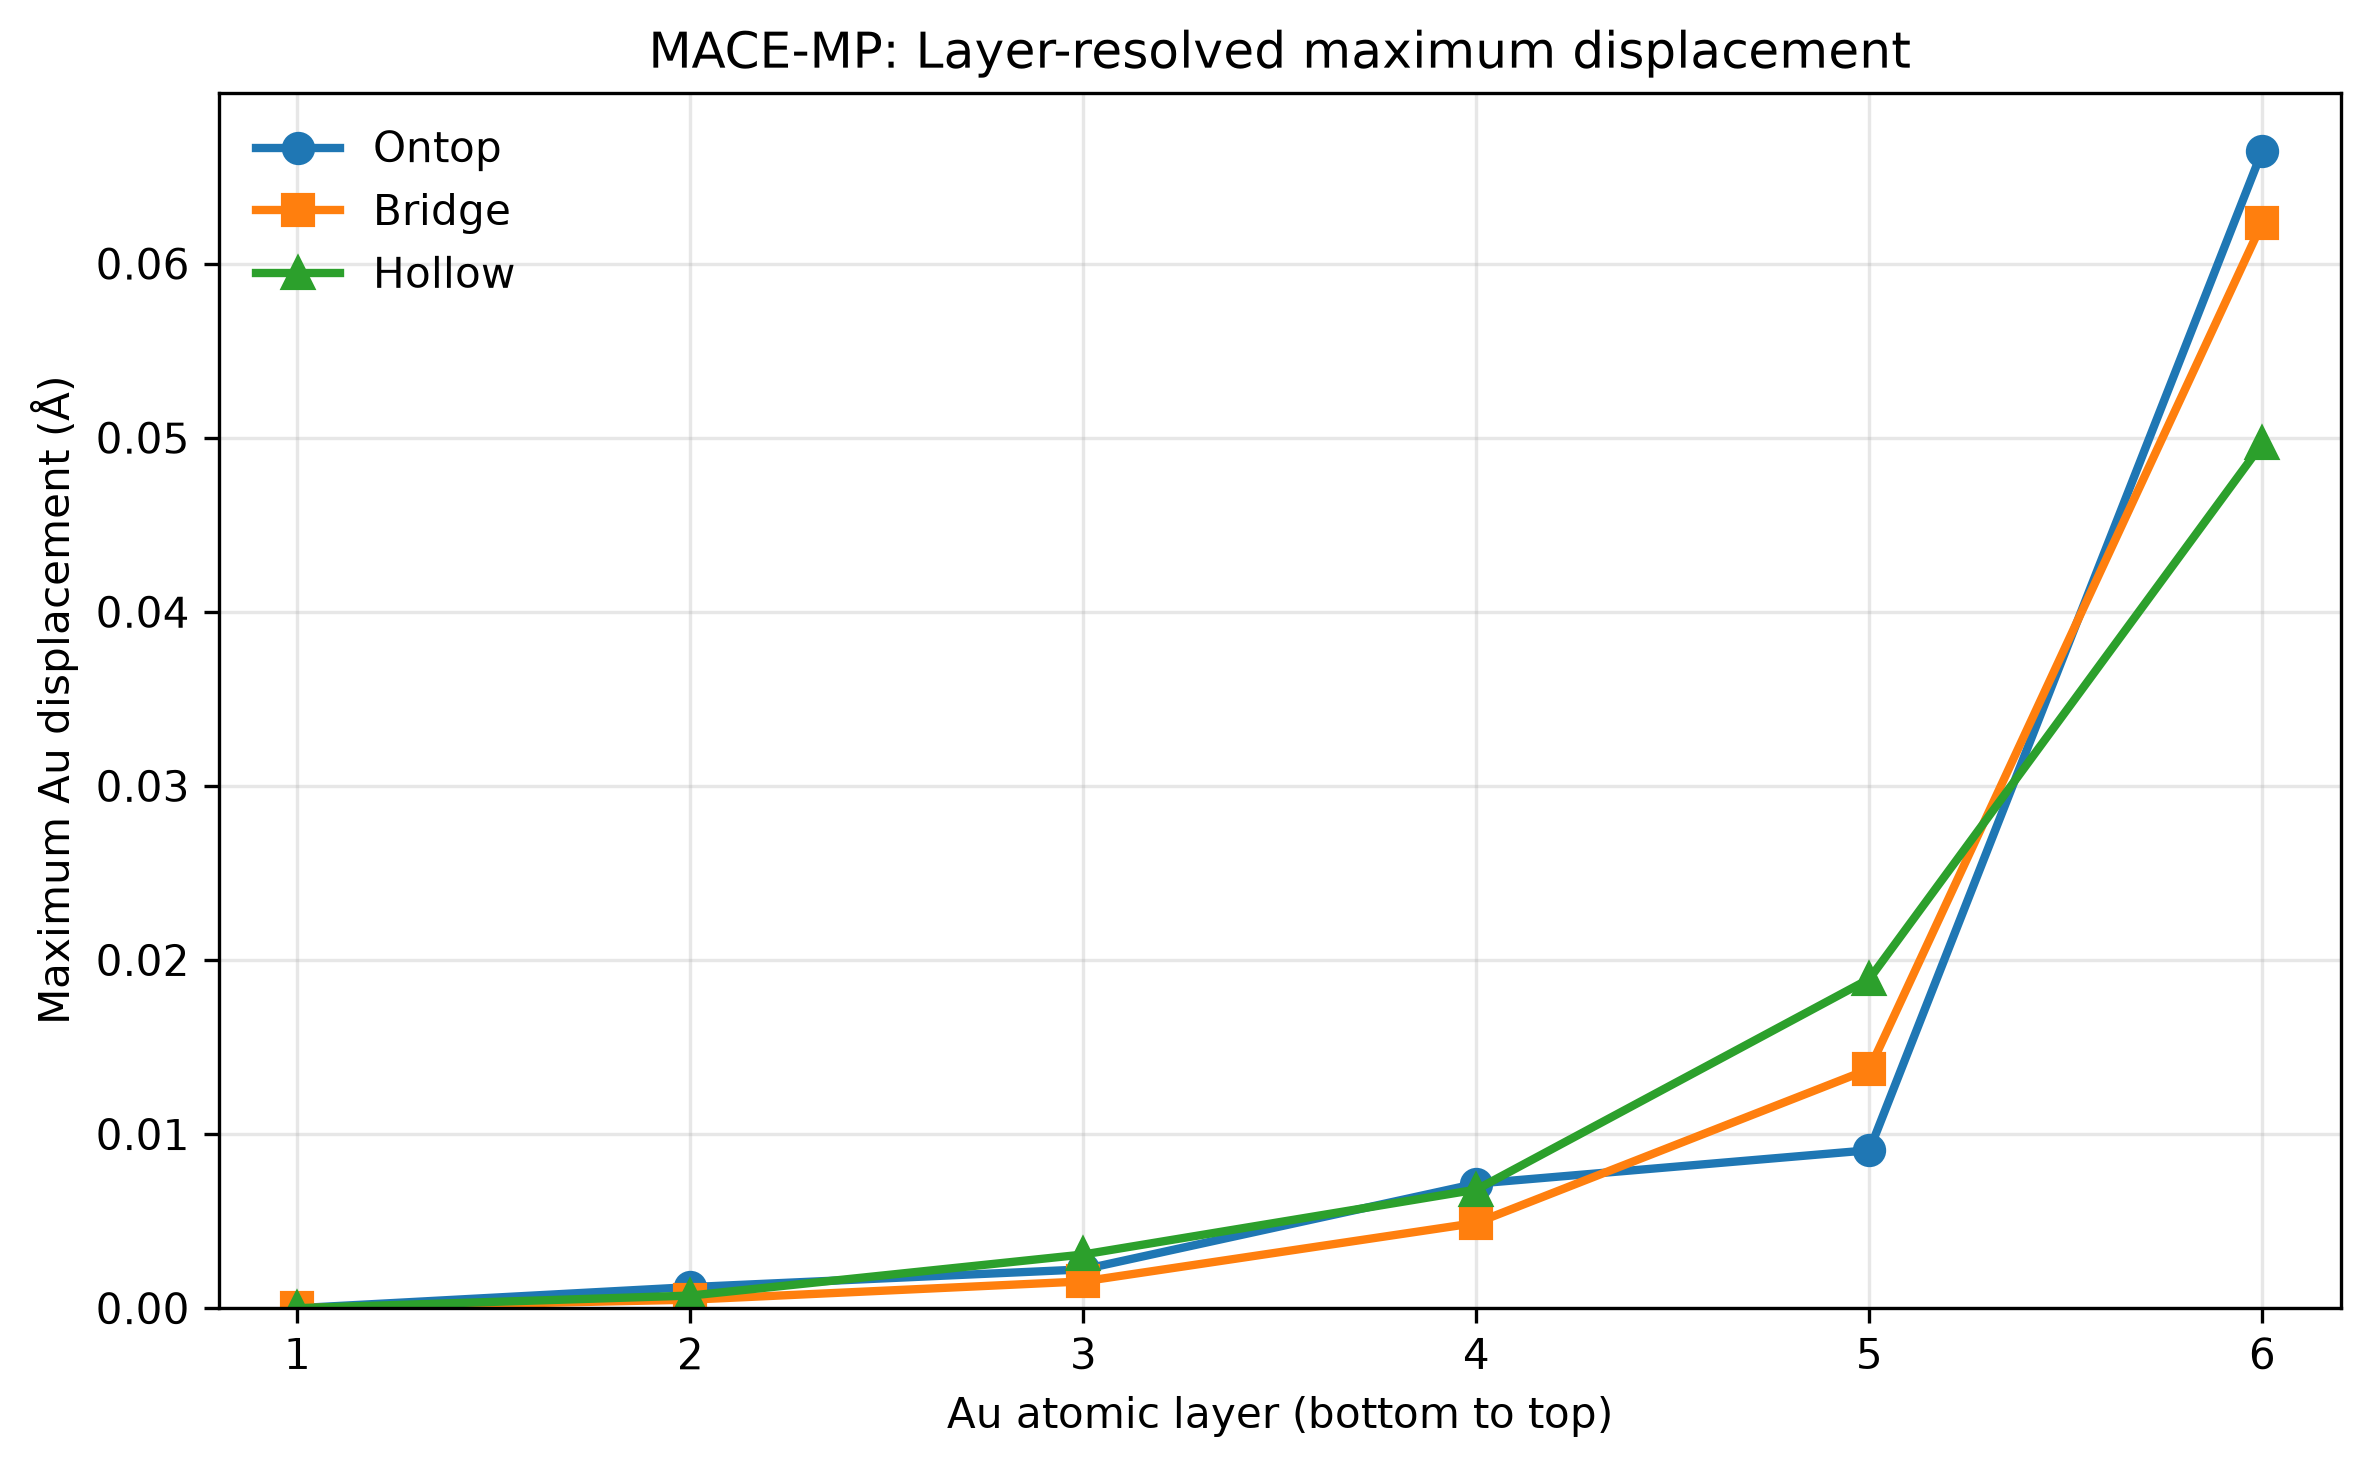 MACE-MP: Layer-resolved maximum displacement
Ontop
Bridge
Hollow
Maximum Au displacement (Å)
0.06
0.05
0.04
0.03
0.02
0.01
0.00
1 2 3 4 5 6
Au atomic layer (bottom to top)